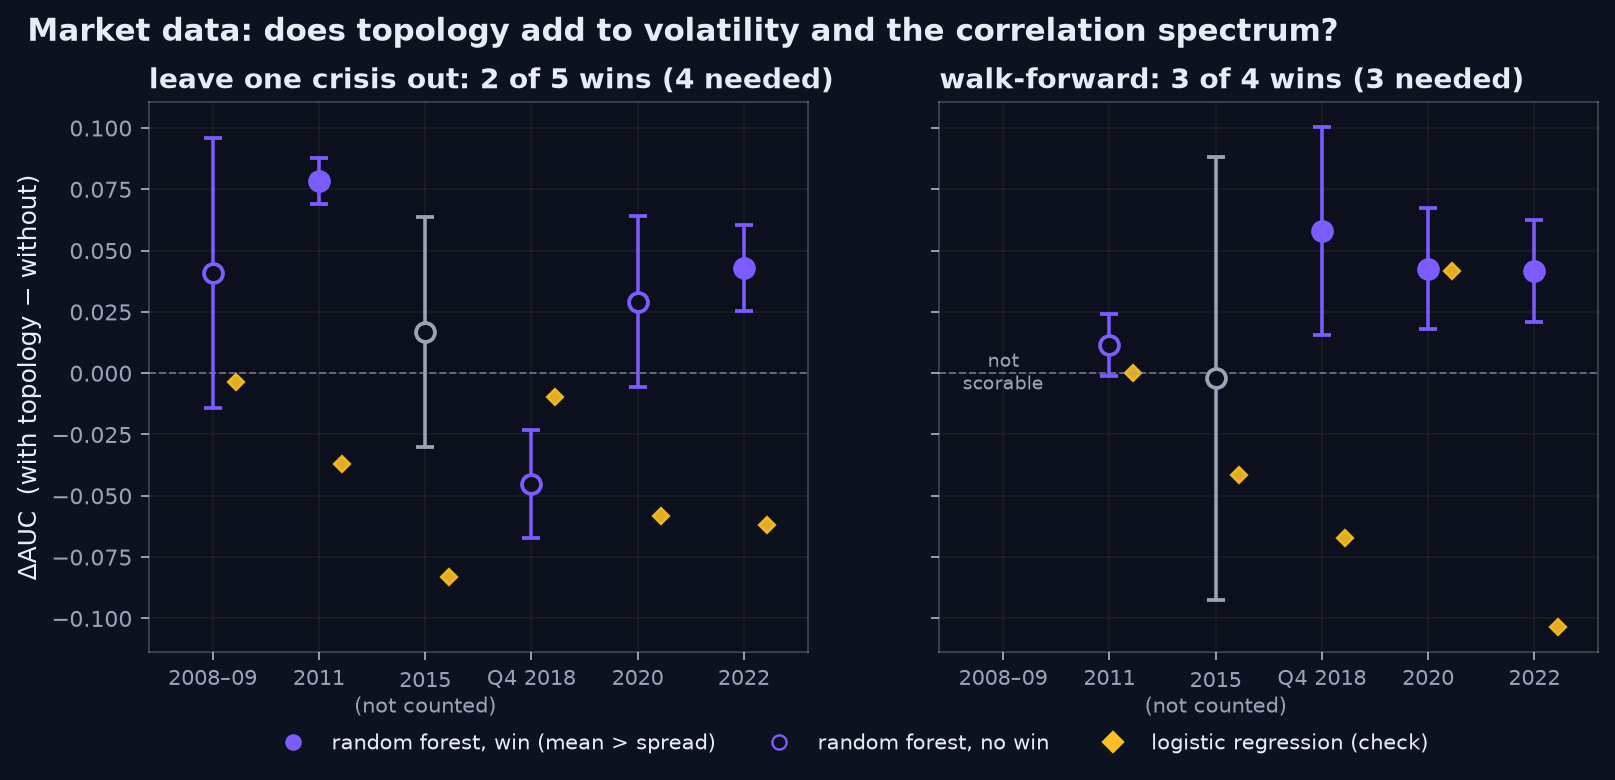 Market data: does topology add to volatility and the correlation spectrum?
leave one crisis out: 2 of 5 wins (4 needed)
walk-forward: 3 of 4 wins (3 needed)
ΔAUC (with topology − without)
0.100
0.075
0.050
0.025
0.000
−0.025
−0.050
−0.075
−0.100
not
scorable
2008–09 2011 2015 Q4 2018 2020 2022
(not counted)
2008–09 2011 2015 Q4 2018 2020 2022
(not counted)
random forest, win (mean > spread) random forest, no win logistic regression (check)